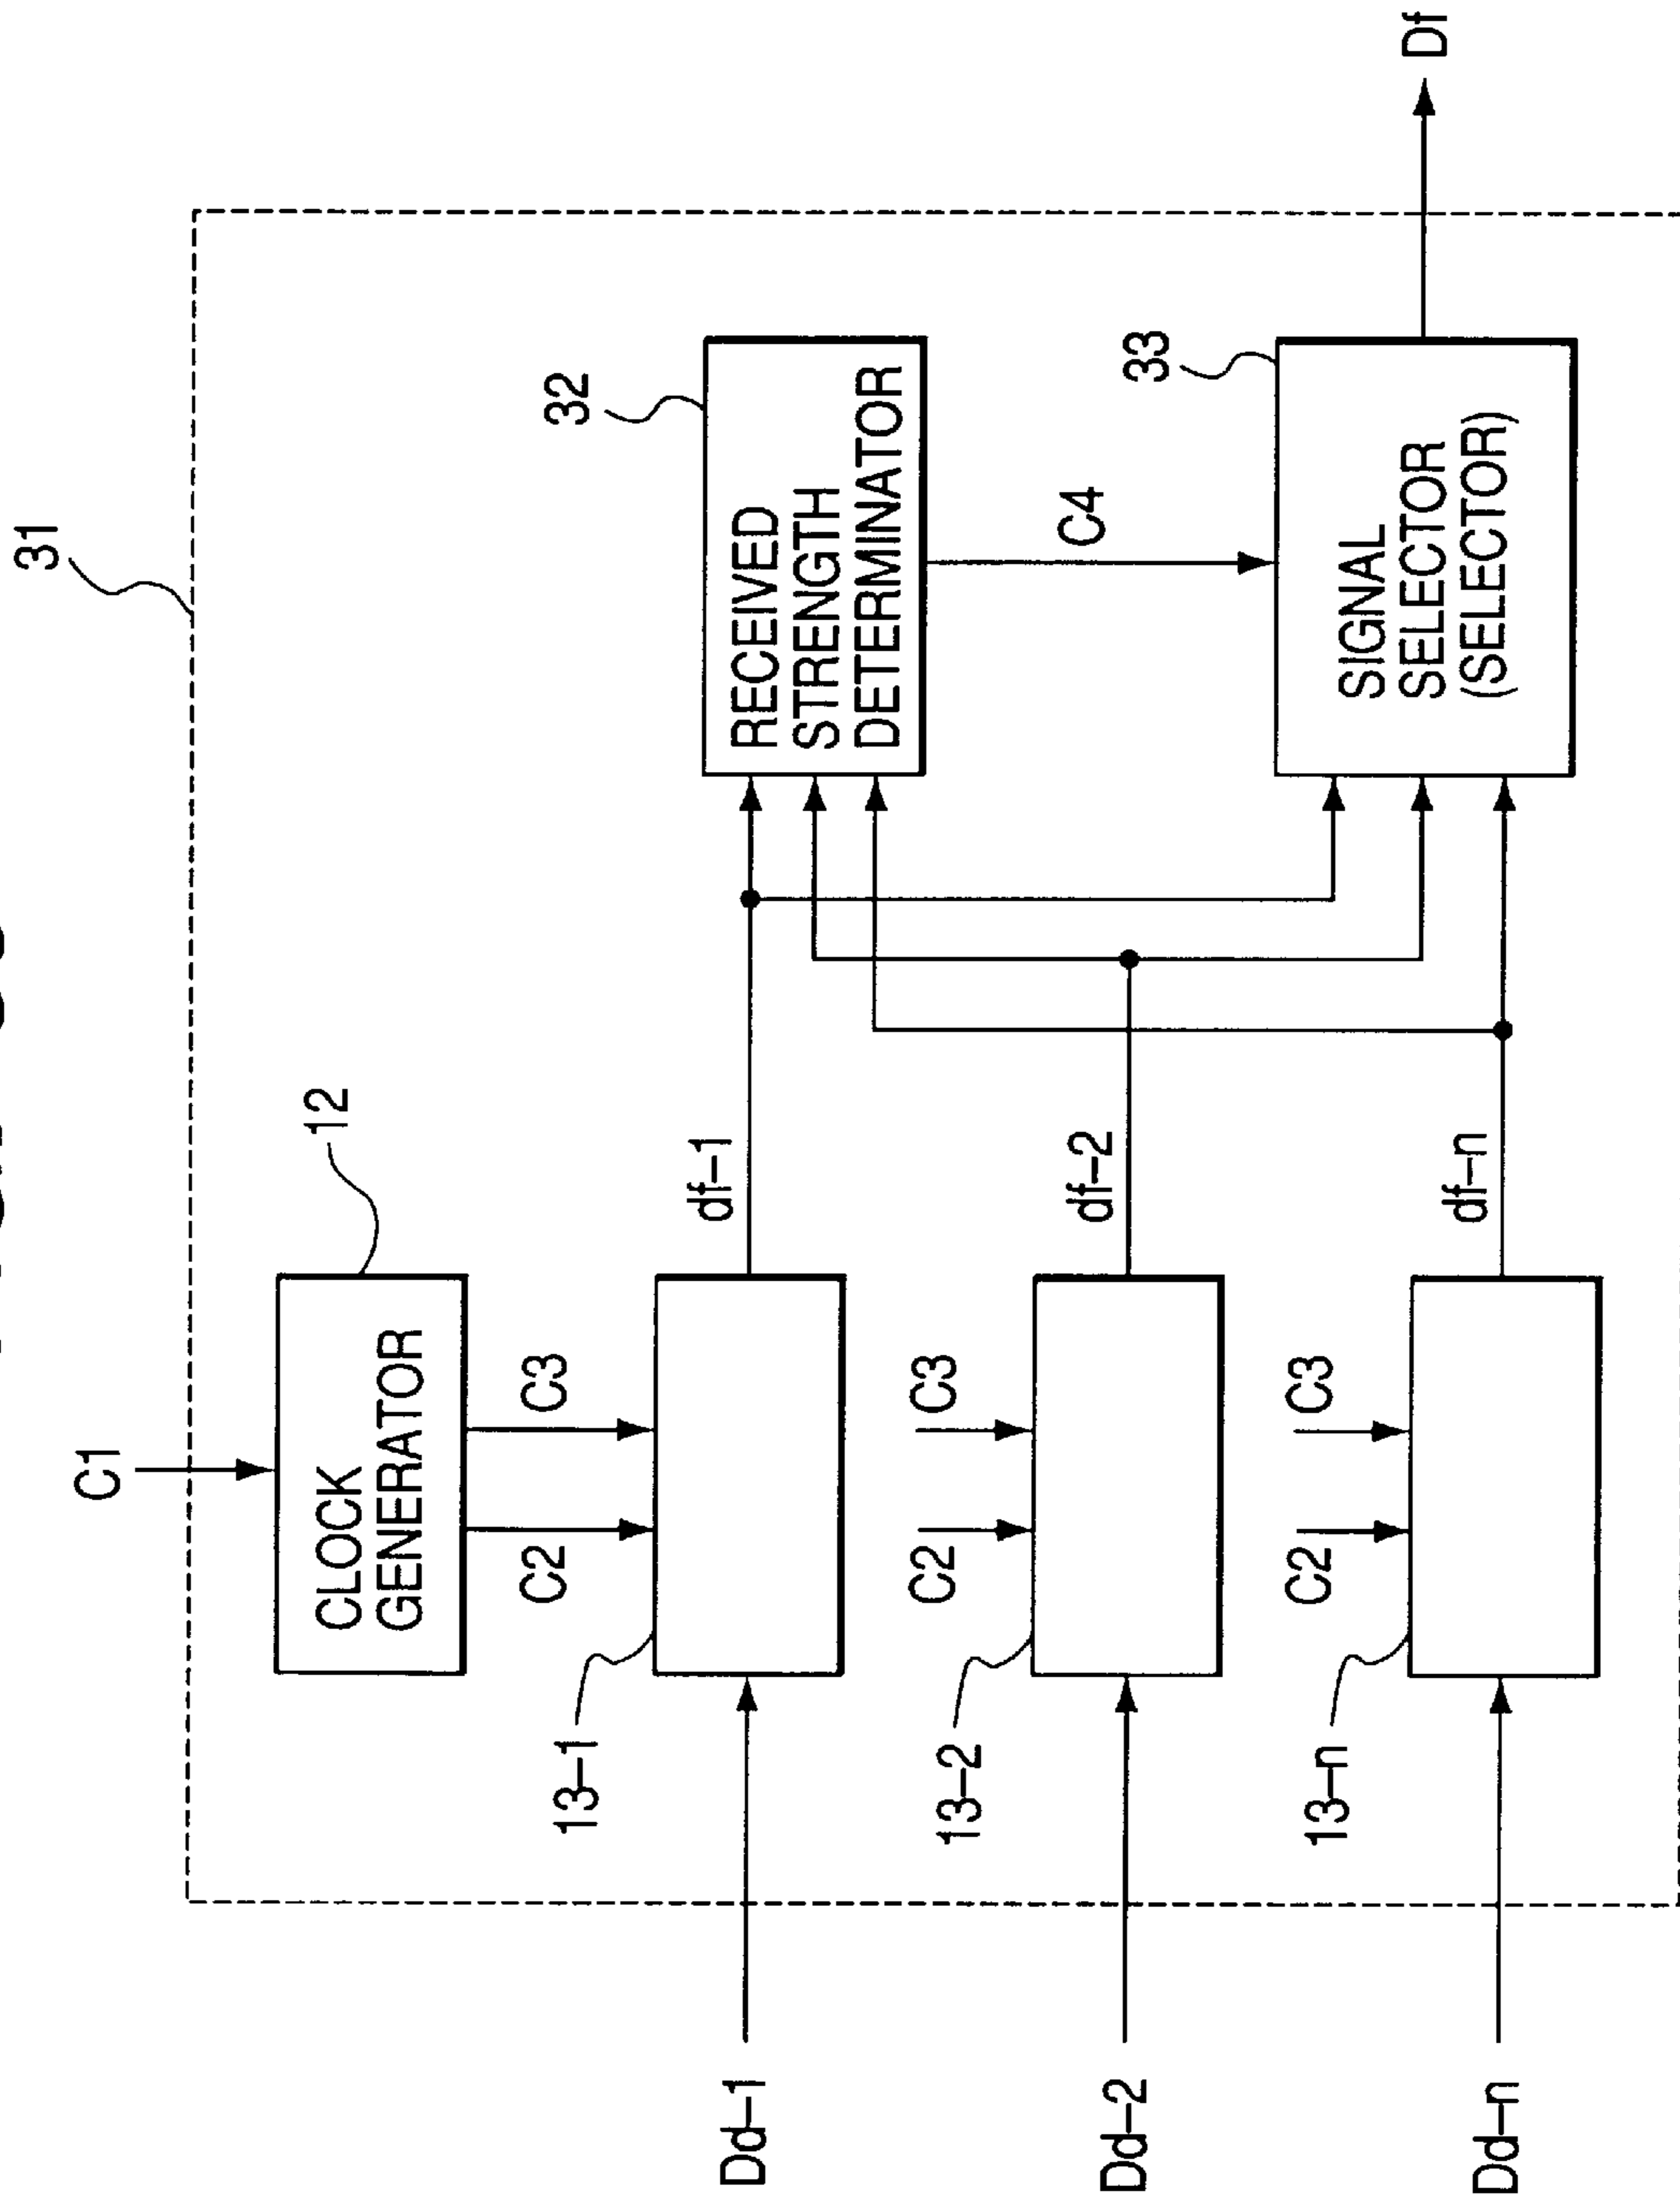 31
C1
CLOCK
GENERATOR
12
C2
C3
13-1
Dd-1
df-1
32
RECEIVED
STRENGTH
DETERMINATOR
C2
C3
13-2
Dd-2
df-2
C4
33
SIGNAL
SELECTOR
(SELECTOR)
Df
C2
C3
13-n
Dd-n
df-n